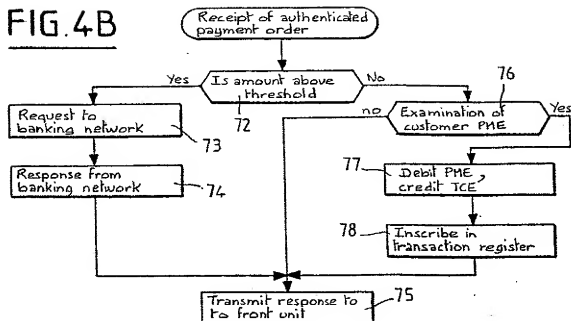 FIG.4B
Receipt of authenticated
payment order
Yes
Is amount above
threshold
No
72
76
Request to
banking network
73
no
Examination of
customer PME
Yes
Response from
banking network
74
77
Debit PME,
credit TCE
78
Inscribe in
transaction register
Transmit response to
to front unit
75